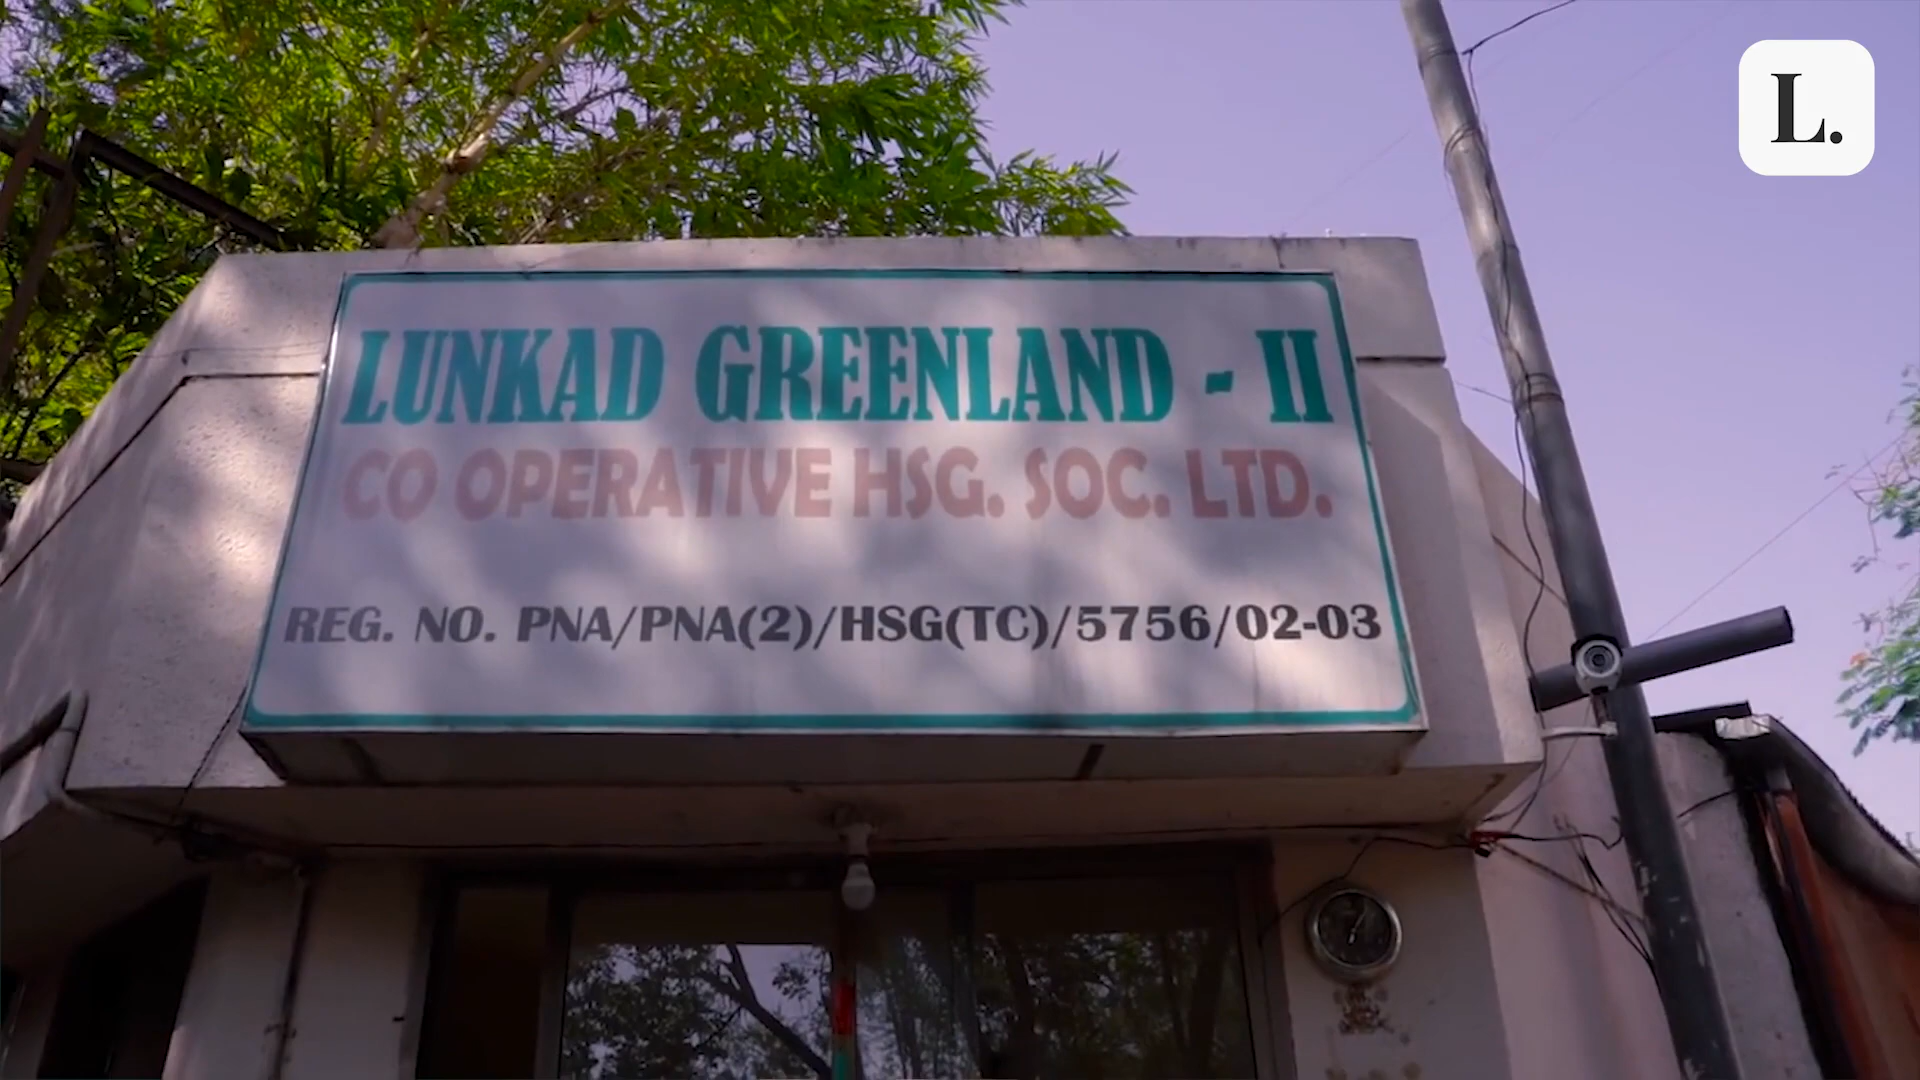 L.
LUNKAD GREENLAND - II
CO OPERATIVE HSG. SOC. LTD.
REG. NO. PNA/PNA(2)/HSG(TC)/5756/02-03